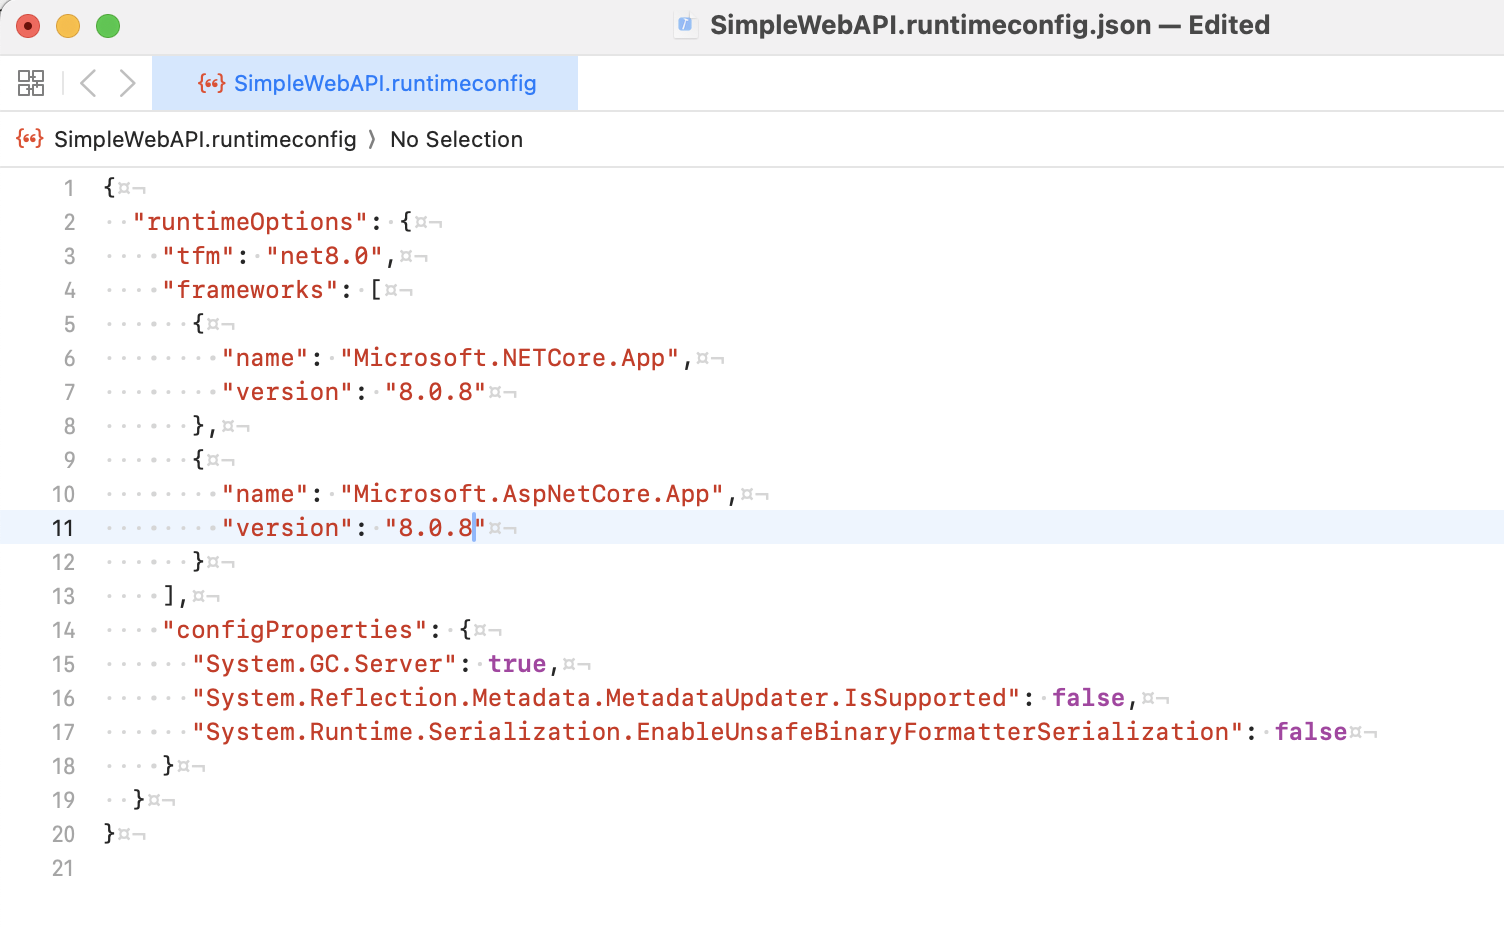 SimpleWebAPI.runtimeconfig.json — Edited
SimpleWebAPI.runtimeconfig
SimpleWebAPI.runtimeconfig ⟩ No Selection
1 {
2   "runtimeOptions": {
3     "tfm": "net8.0",
4     "frameworks": [
5       {
6         "name": "Microsoft.NETCore.App",
7         "version": "8.0.8"
8       },
9       {
10         "name": "Microsoft.AspNetCore.App",
11         "version": "8.0.8"
12       }
13     ],
14     "configProperties": {
15       "System.GC.Server": true,
16       "System.Reflection.Metadata.MetadataUpdater.IsSupported": false,
17       "System.Runtime.Serialization.EnableUnsafeBinaryFormatterSerialization": false
18     }
19   }
20 }
21